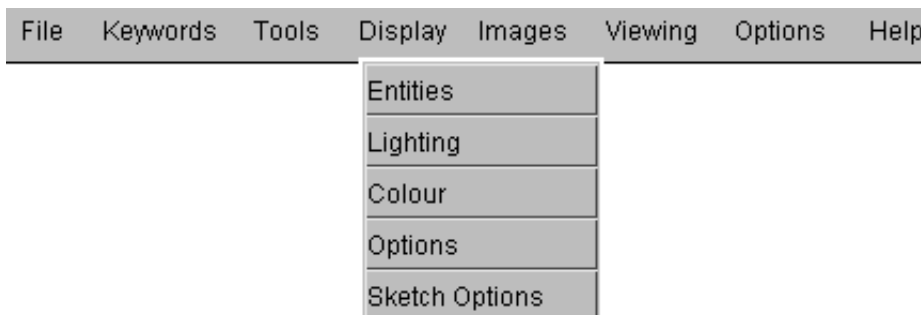 File Keywords Tools Display Images Viewing Options Help
Entities
Lighting
Colour
Options
Sketch Options